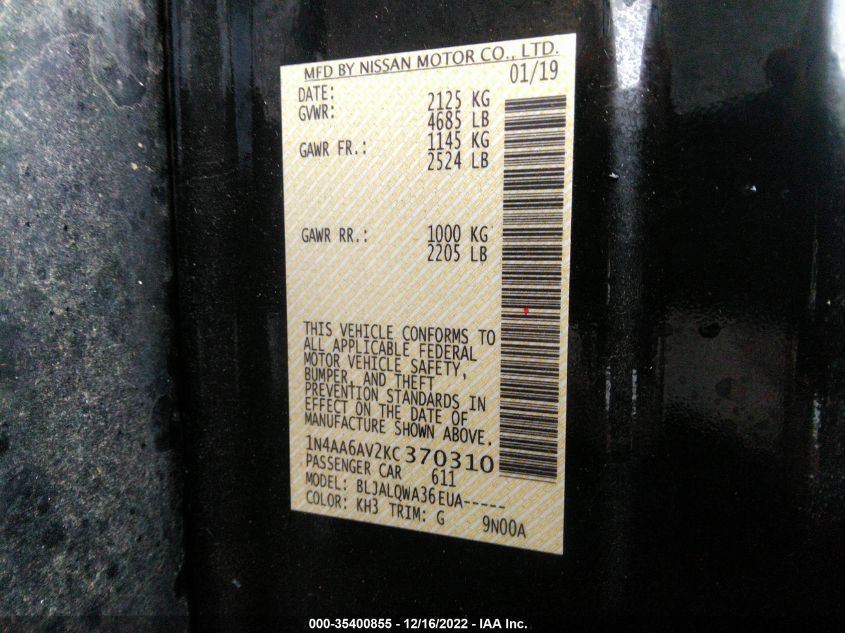 MFD BY NISSAN MOTOR CO., LTD.
DATE: 01/19
GVWR: 2125 KG
4685 LB
GAWR FR.: 1145 KG
2524 LB
GAWR RR.: 1000 KG
2205 LB
THIS VEHICLE CONFORMS TO
ALL APPLICABLE FEDERAL
MOTOR VEHICLE SAFETY,
BUMPER, AND THEFT
PREVENTION STANDARDS IN
EFFECT ON THE DATE OF
MANUFACTURE SHOWN ABOVE.
1N4AA6AV2KC370310
PASSENGER CAR 611
MODEL: BLJALQWA36EUA-----
COLOR: KH3 TRIM: G 9N00A
000-35400855 - 12/16/2022 - IAA Inc.